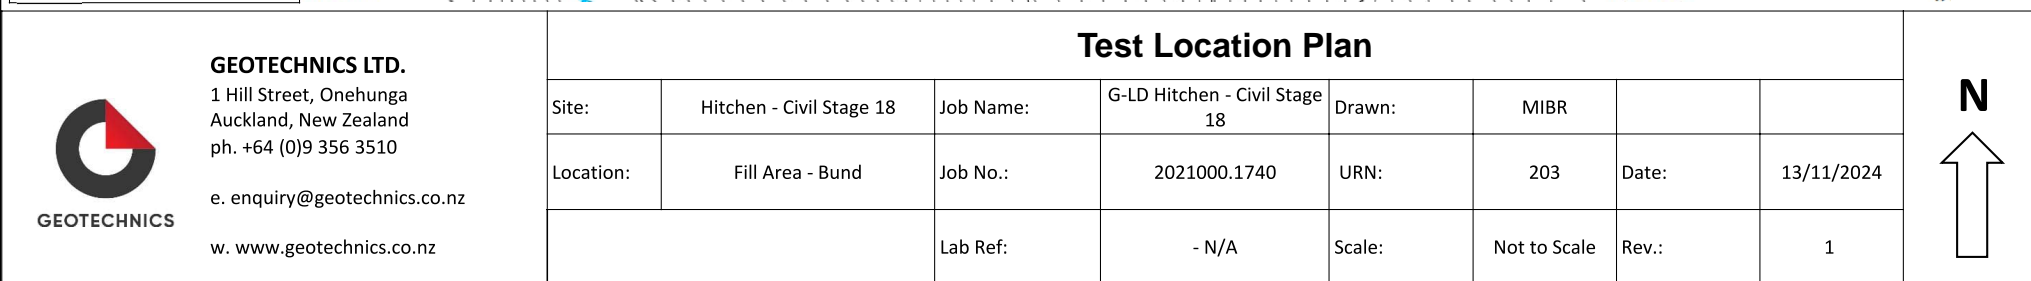 Test Location Plan
GEOTECHNICS LTD.
1 Hill Street, Onehunga
Auckland, New Zealand
ph. +64 (0)9 356 3510
e. enquiry@geotechnics.co.nz
w. www.geotechnics.co.nz
GEOTECHNICS
Site: Hitchen - Civil Stage 18 Job Name: G-LD Hitchen - Civil Stage Drawn: MIBR
18
Location: Fill Area - Bund Job No.: 2021000.1740 URN: 203 Date: 13/11/2024
Lab Ref: - N/A Scale: Not to Scale Rev.: 1
N